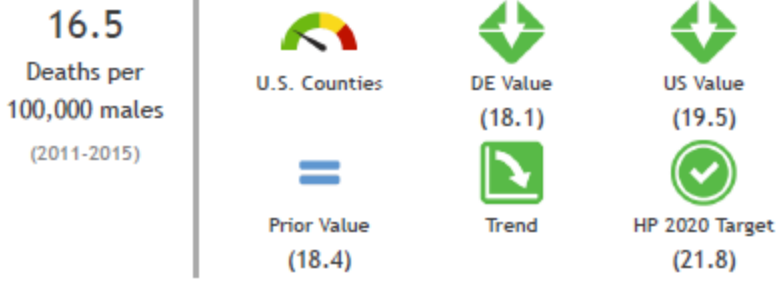 16.5
Deaths per
100,000 males
(2011-2015)
U.S. Counties
DE Value
(18.1)
US Value
(19.5)
Prior Value
(18.4)
Trend
HP 2020 Target
(21.8)